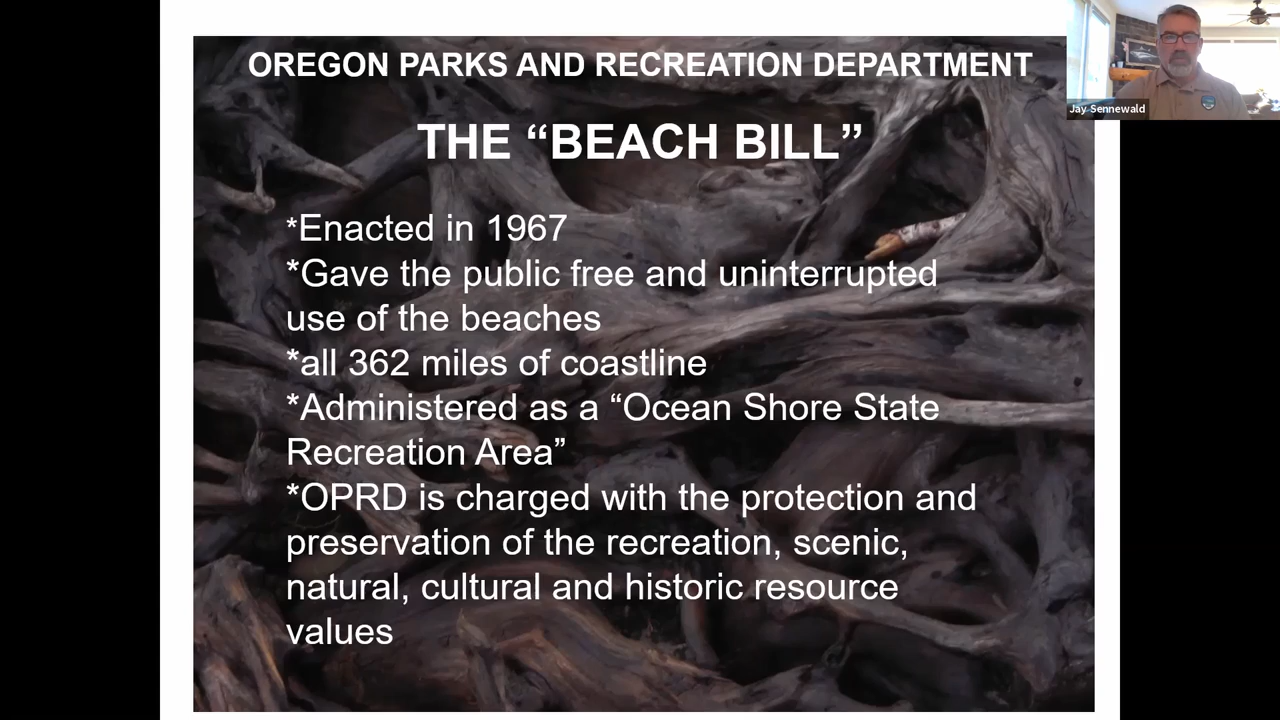 OREGON PARKS AND RECREATION DEPARTMENT
THE “BEACH BILL”
Jay Sennewald
*Enacted in 1967
*Gave the public free and uninterrupted
use of the beaches
*all 362 miles of coastline
*Administered as a “Ocean Shore State
Recreation Area”
*OPRD is charged with the protection and
preservation of the recreation, scenic,
natural, cultural and historic resource
values